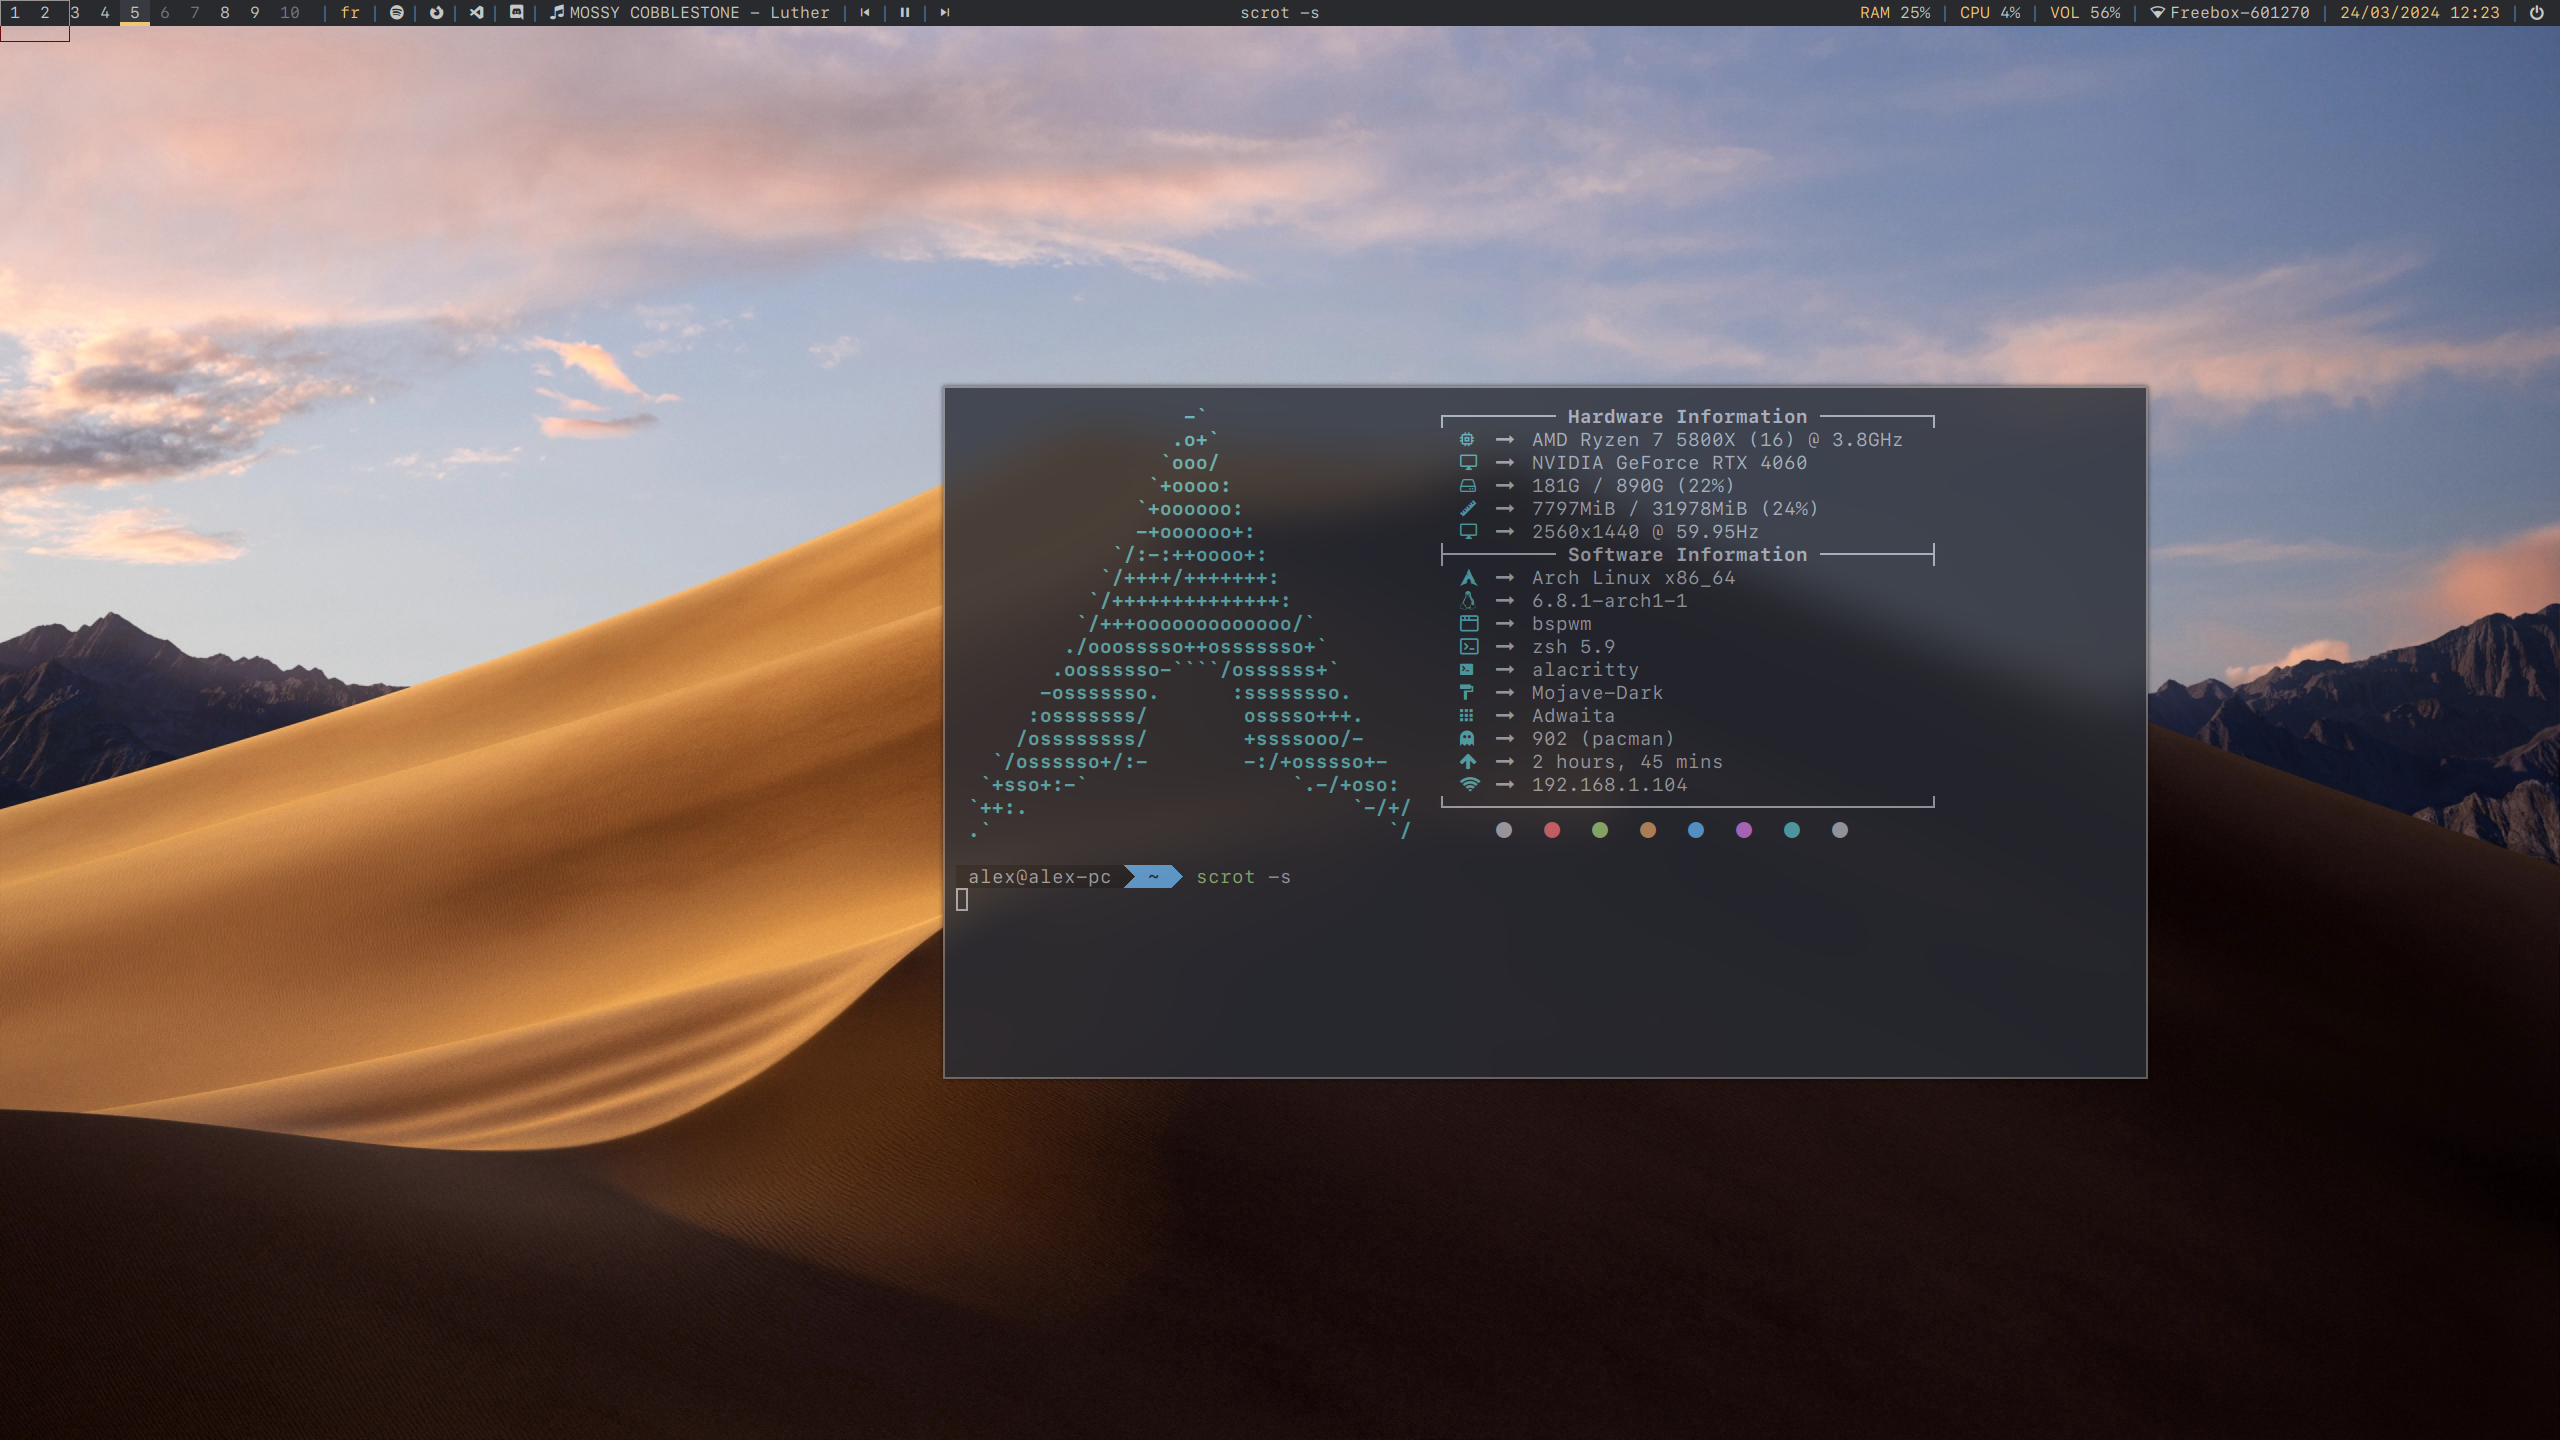 1 2 3 4 5 6 7 8 9 10 | fr | | | | | MOSSY COBBLESTONE - Luther | | | scrot -s RAM 25% | CPU 4% | VOL 56% | Freebox-601270 | 24/03/2024 12:23 |
-`
.o+`
`ooo/
`+oooo:
`+oooooo:
-+oooooo+:
`/:-:++oooo+:
`/++++/+++++++:
`/++++++++++++++:
`/+++ooooooooooooo/`
./ooosssso++osssssso+`
.oossssso-````/ossssss+`
-osssssso. :ssssssso.
:osssssss/ osssso+++.
/ossssssss/ +ssssooo/-
`/ossssso+/:- -:/+osssso+-
`+sso+:-` `.-/+oso:
`++:. `-/+/
.` `/
Hardware Information
AMD Ryzen 7 5800X (16) @ 3.8GHz
NVIDIA GeForce RTX 4060
181G / 890G (22%)
7797MiB / 31978MiB (24%)
2560x1440 @ 59.95Hz
Software Information
Arch Linux x86_64
6.8.1-arch1-1
bspwm
zsh 5.9
alacritty
Mojave-Dark
Adwaita
902 (pacman)
2 hours, 45 mins
192.168.1.104
alex@alex-pc ~ scrot -s